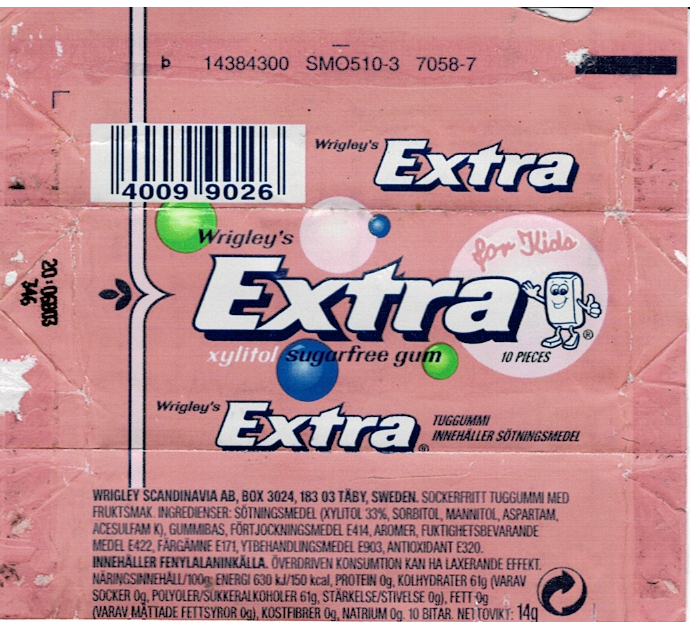 b 14384300 SMO510-3 7058-7
4009 9026
Wrigley's Extra
Wrigley's
Extra
xylitol sugarfree gum
for Kids
®
10 PIECES
20:0303
346
Wrigley's Extra®
TUGGUMMI
INNEHÅLLER SÖTNINGSMEDEL
WRIGLEY SCANDINAVIA AB, BOX 3024, 183 03 TÄBY, SWEDEN. SOCKERFRITT TUGGUMMI MED
FRUKTSMAK. INGREDIENSER: SÖTNINGSMEDEL (XYLITOL 33%, SORBITOL, MANNITOL, ASPARTAM,
ACESULFAM K), GUMMIBAS, FÖRTJOCKNINGSMEDEL E414, AROMER, FUKTIGHETSBEVARANDE
MEDEL E422, FÄRGÄMNE E171, YTBEHANDLINGSMEDEL E903, ANTIOXIDANT E320.
INNEHÅLLER FENYLALANINKÄLLA. ÖVERDRIVEN KONSUMTION KAN HA LAXERANDE EFFEKT.
NÄRINGSINNEHÅLL/100g: ENERGI 630 kJ/150 kcal, PROTEIN 0g, KOLHYDRATER 61g (VARAV
SOCKER 0g, POLYOLER/SUKKERALKOHOLER 61g, STÄRKELSE/STIVELSE 0g), FETT 0g
(VARAV MÄTTADE FETTSYROR 0g), KOSTFIBRER 0g, NATRIUM 0g. 10 BITAR. NETTOVIKT: 14g